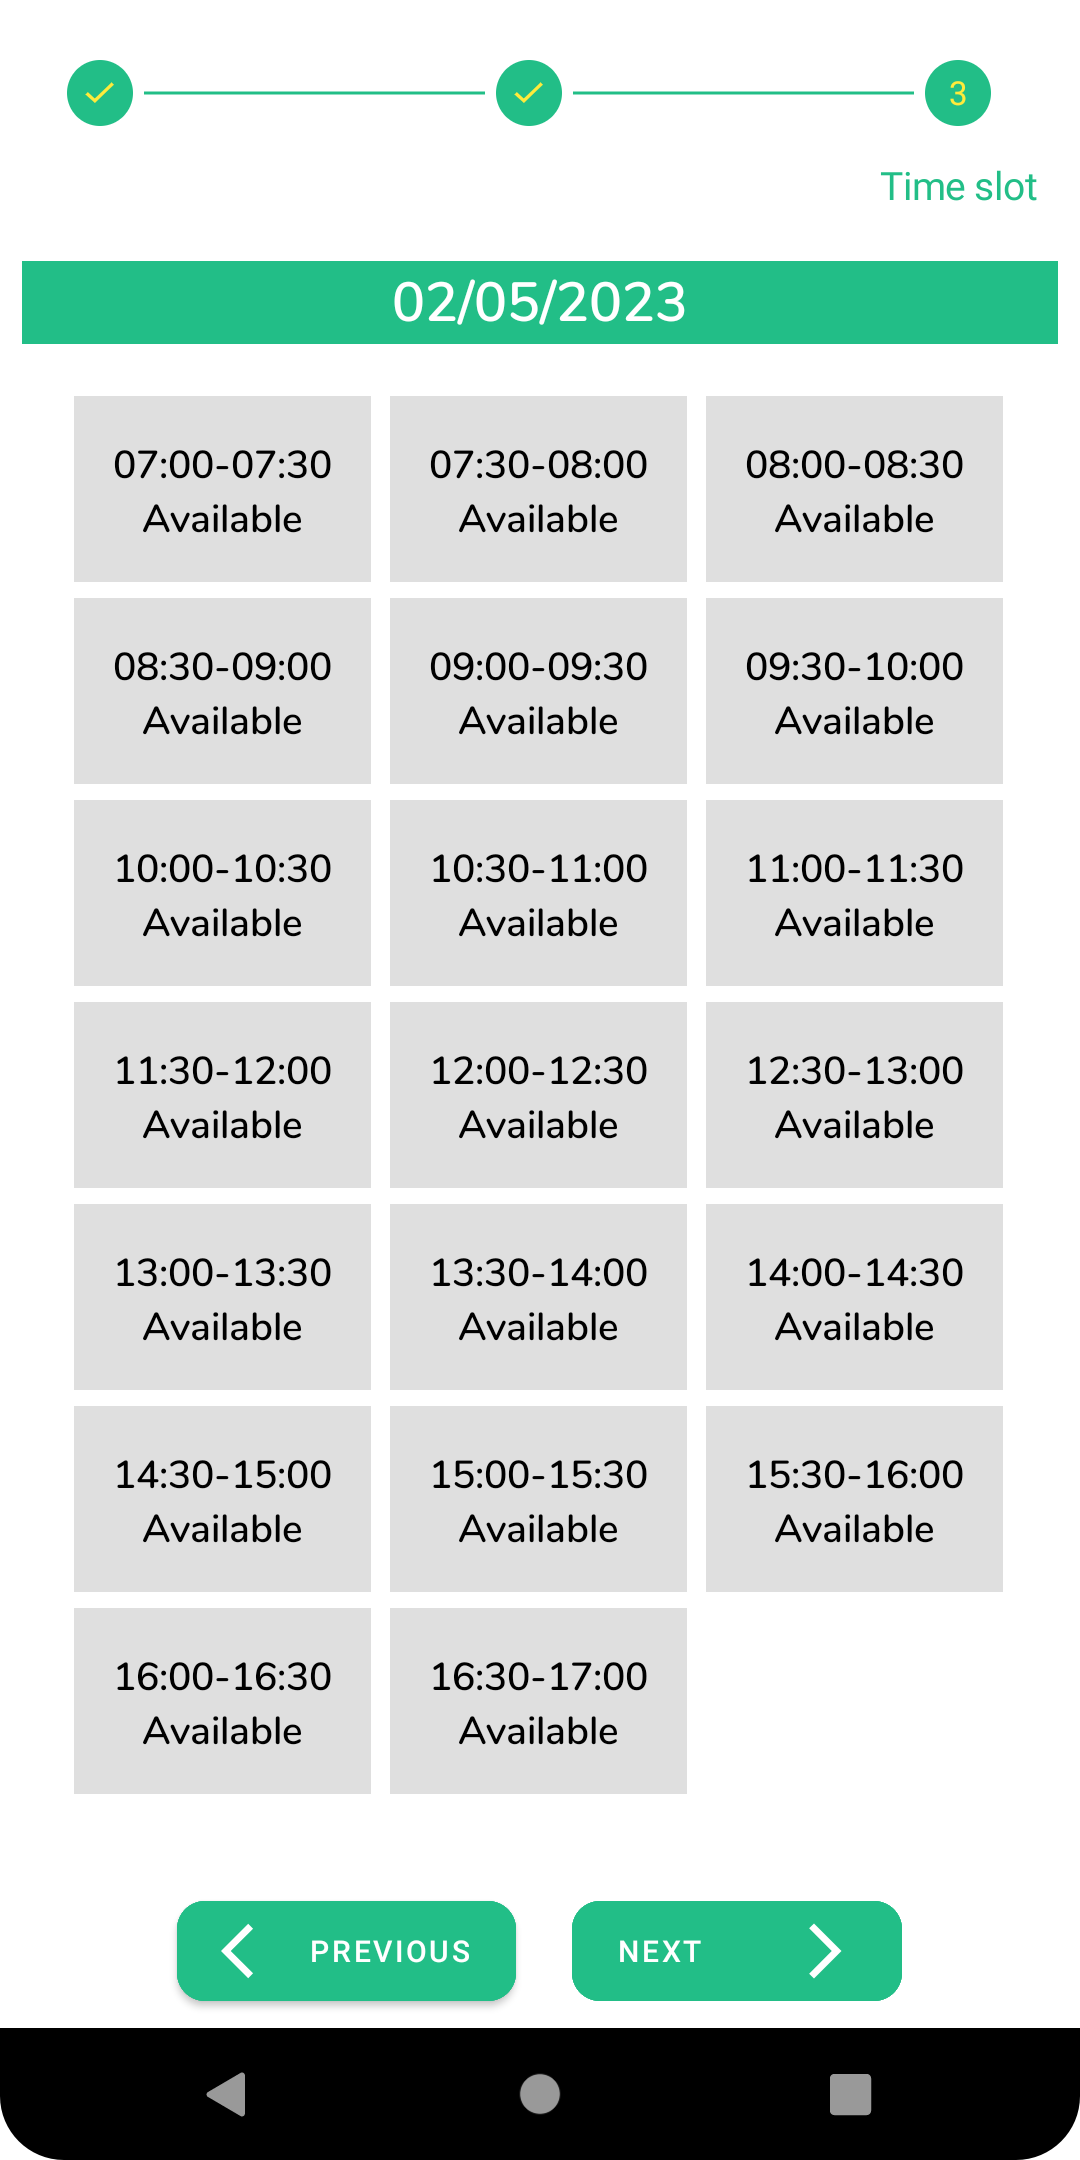 3
Time slot
02/05/2023
07:00-07:30
Available
07:30-08:00
Available
08:00-08:30
Available
08:30-09:00
Available
09:00-09:30
Available
09:30-10:00
Available
10:00-10:30
Available
10:30-11:00
Available
11:00-11:30
Available
11:30-12:00
Available
12:00-12:30
Available
12:30-13:00
Available
13:00-13:30
Available
13:30-14:00
Available
14:00-14:30
Available
14:30-15:00
Available
15:00-15:30
Available
15:30-16:00
Available
16:00-16:30
Available
16:30-17:00
Available
PREVIOUS
NEXT